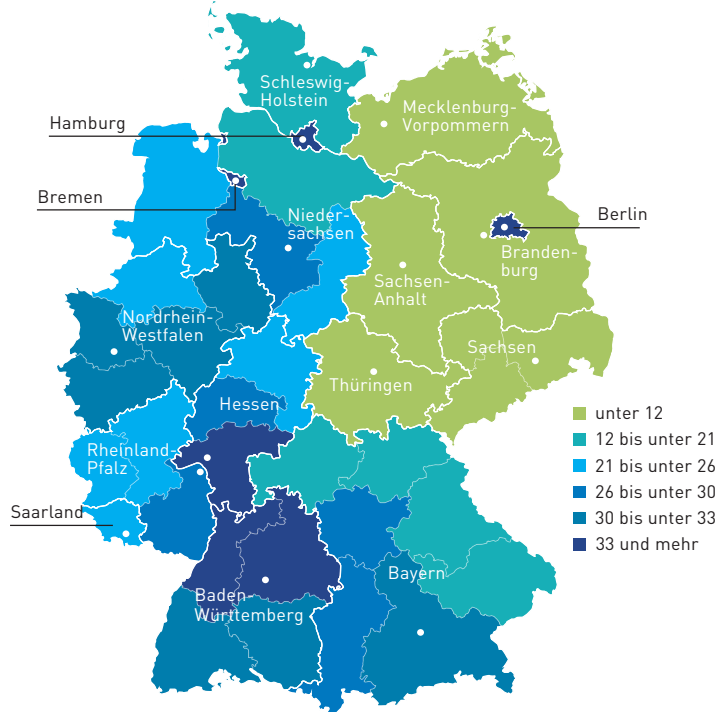 Schleswig-
Holstein
Mecklenburg-
Vorpommern
Hamburg
Bremen
Nieder-
sachsen
Berlin
Branden-
burg
Sachsen-
Anhalt
Nordrhein-
Westfalen
Sachsen
Thüringen
Hessen
Rheinland-
Pfalz
Saarland
Bayern
Baden-
Württemberg
unter 12
12 bis unter 21
21 bis unter 26
26 bis unter 30
30 bis unter 33
33 und mehr